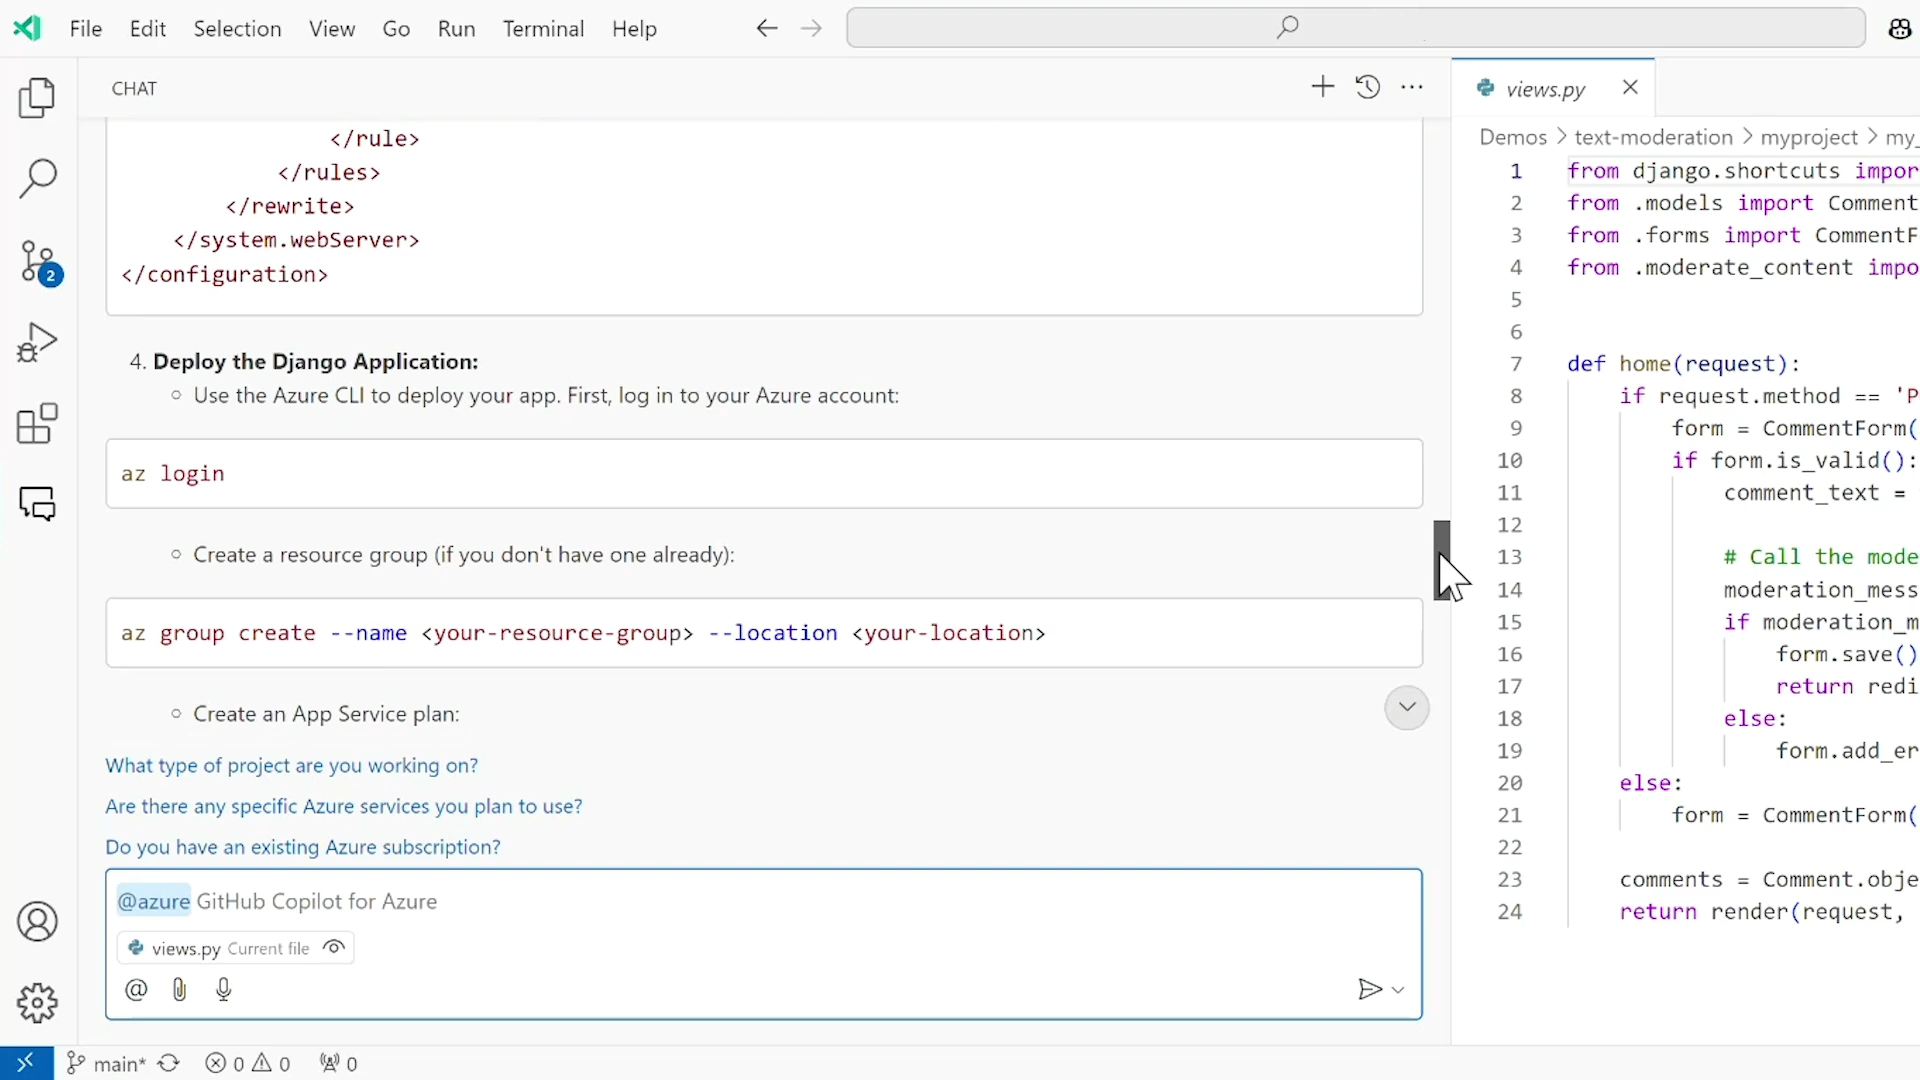 File Edit Selection View Go Run Terminal Help
CHAT
</rule>
</rules>
</rewrite>
</system.webServer>
</configuration>
4. Deploy the Django Application:
Use the Azure CLI to deploy your app. First, log in to your Azure account:
az login
Create a resource group (if you don't have one already):
az group create --name <your-resource-group> --location <your-location>
Create an App Service plan:
What type of project are you working on?
Are there any specific Azure services you plan to use?
Do you have an existing Azure subscription?
@azure GitHub Copilot for Azure
views.py Current file
views.py
Demos > text-moderation > myproject > my_
1 from django.shortcuts impor
2 from .models import Comment
3 from .forms import CommentF
4 from .moderate_content impo
5
6
7 def home(request):
8 if request.method == 'P
9 form = CommentForm(
10 if form.is_valid():
11 comment_text =
12
13 # Call the mode
14 moderation_mess
15 if moderation_m
16 form.save()
17 return redi
18 else:
19 form.add_er
20 else:
21 form = CommentForm(
22
23 comments = Comment.obje
24 return render(request,
2
main* 0 0 0